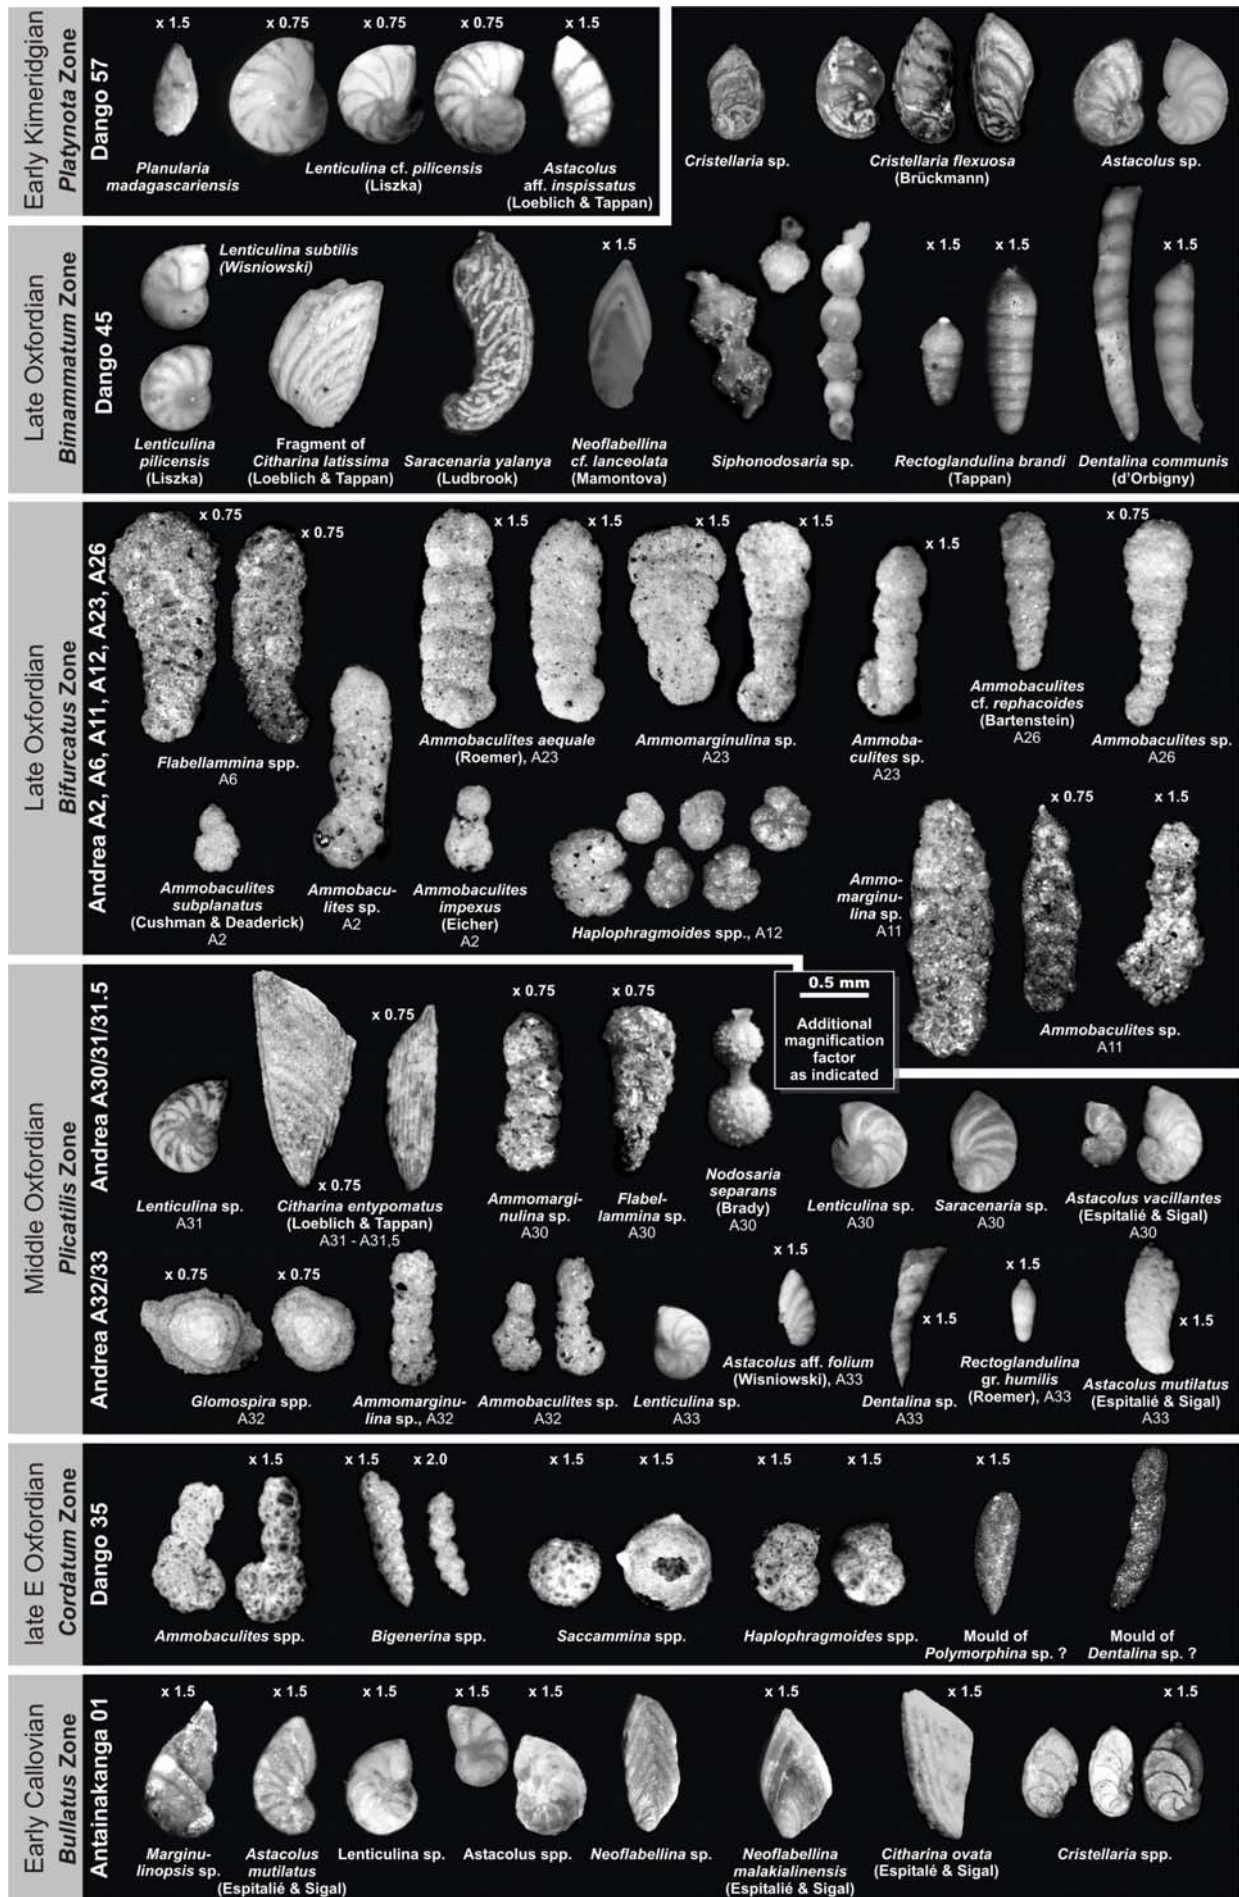 Early Kimeridgian
Platynota Zone
Dango 57
x 1.5
x 0.75
x 0.75
x 0.75
x 1.5
Planularia
madagascariensis
Lenticulina cf. pilicensis
(Liszka)
Astacolus
aff. inspissatus
(Loeblich & Tappan)
Cristellaria sp.
Cristellaria flexuosa
(Brückmann)
Astacolus sp.
Late Oxfordian
Bimammatum Zone
Dango 45
Lenticulina subtilis
(Wisniowski)
x 1.5
x 1.5
x 1.5
x 1.5
Lenticulina
pilicensis
(Liszka)
Fragment of
Citharina latissima
(Loeblich & Tappan)
Saracenaria yalanya
(Ludbrook)
Neoflabellina
cf. lanceolata
(Mamontova)
Siphonodosaria sp.
Rectoglandulina brandi
(Tappan)
Dentalina communis
(d'Orbigny)
Late Oxfordian
Bifurcatus Zone
Andrea A2, A6, A11, A12, A23, A26
x 0.75
x 0.75
x 1.5
x 1.5
x 1.5
x 1.5
x 1.5
x 0.75
Flabellammina spp.
A6
Ammobaculites aequale
(Roemer), A23
Ammomarginulina sp.
A23
Ammoba-
culites sp.
A23
Ammobaculites
cf. rephacoides
(Bartenstein)
A26
Ammobaculites sp.
A26
Ammobaculites
subplanatus
(Cushman & Deaderick)
A2
Ammobacu-
lites sp.
A2
Ammobaculites
impexus
(Eicher)
A2
Haplophragmoides spp., A12
Ammo-
marginu-
lina sp.
A11
x 0.75
x 1.5
Ammobaculites sp.
A11
0.5 mm
Additional
magnification
factor
as indicated
Middle Oxfordian
Plicatilis Zone
Andrea A30/31/31.5
x 0.75
x 0.75
x 0.75
x 0.75
Lenticulina sp.
A31
Citharina entypomatus
(Loeblich & Tappan)
A31 - A31,5
Ammomargi-
nulina sp.
A30
Flabel-
lammina sp.
A30
Nodosaria
separans
(Brady)
A30
Lenticulina sp.
A30
Saracenaria sp.
A30
Astacolus vacillantes
(Espitalié & Sigal)
A30
Andrea A32/33
x 0.75
x 0.75
x 1.5
x 1.5
x 1.5
x 1.5
Glomospira spp.
A32
Ammomarginu-
lina sp., A32
Ammobaculites sp.
A32
Lenticulina sp.
A33
Astacolus aff. folium
(Wisniowski), A33
Dentalina sp.
A33
Rectoglandulina
gr. humilis
(Roemer), A33
Astacolus mutilatus
(Espitalié & Sigal)
A33
late E Oxfordian
Cordatum Zone
Dango 35
x 1.5
x 1.5
x 2.0
x 1.5
x 1.5
x 1.5
x 1.5
x 1.5
Ammobaculites spp.
Bigenerina spp.
Saccammina spp.
Haplophragmoides spp.
Mould of
Polymorphina sp. ?
Mould of
Dentalina sp. ?
Early Callovian
Bullatus Zone
Antainakanga 01
x 1.5
x 1.5
x 1.5
x 1.5
x 1.5
x 1.5
x 1.5
x 1.5
Marginu-
linopsis sp.
Astacolus
mutilatus
(Espitalié & Sigal)
Lenticulina sp.
Astacolus spp.
Neoflabellina sp.
Neoflabellina
malakialinensis
(Espitalié & Sigal)
Citharina ovata
(Espitalé & Sigal)
Cristellaria spp.